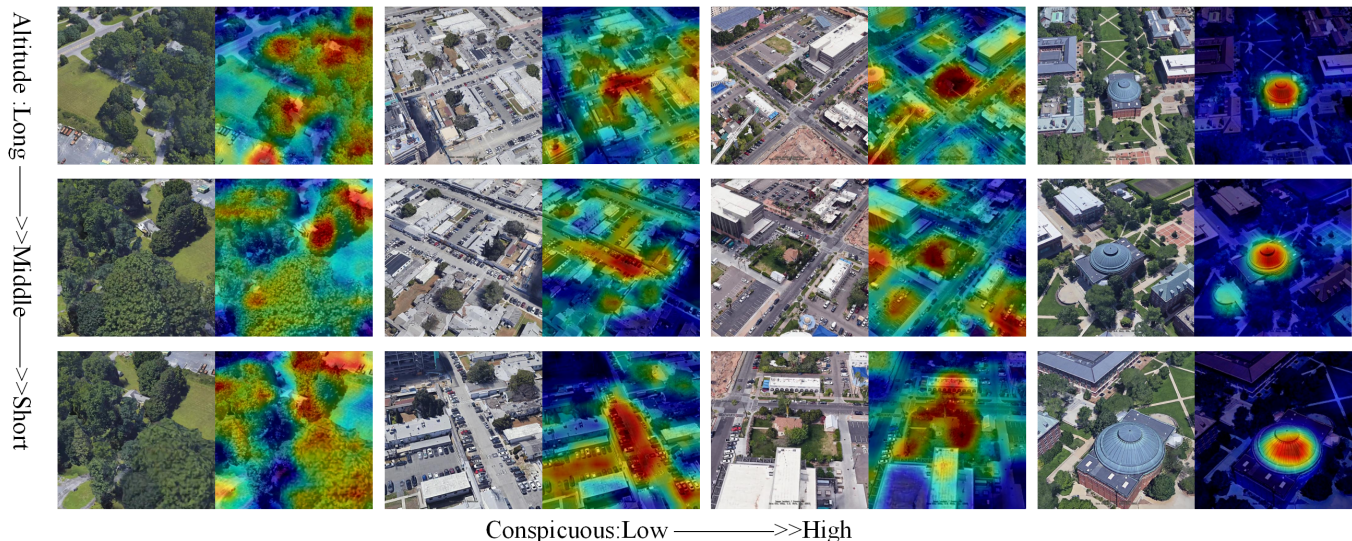 Altitude :Long ———>>Middle———>>Short
Conspicuous:Low ————>>High